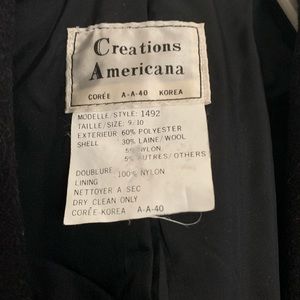 Creations
Americana
CORÉE A-A-40 KOREA
MODELLE/STYLE: 1492
TAILLE/SIZE: 9/10
EXTERIEUR 60% POLYESTER
SHELL 30% LAINE/WOOL
5% NYLON
5% AUTRES/OTHERS
DOUBLURE 100% NYLON
LINING
NETTOYER A SEC
DRY CLEAN ONLY
CORÉE KOREA A-A-40